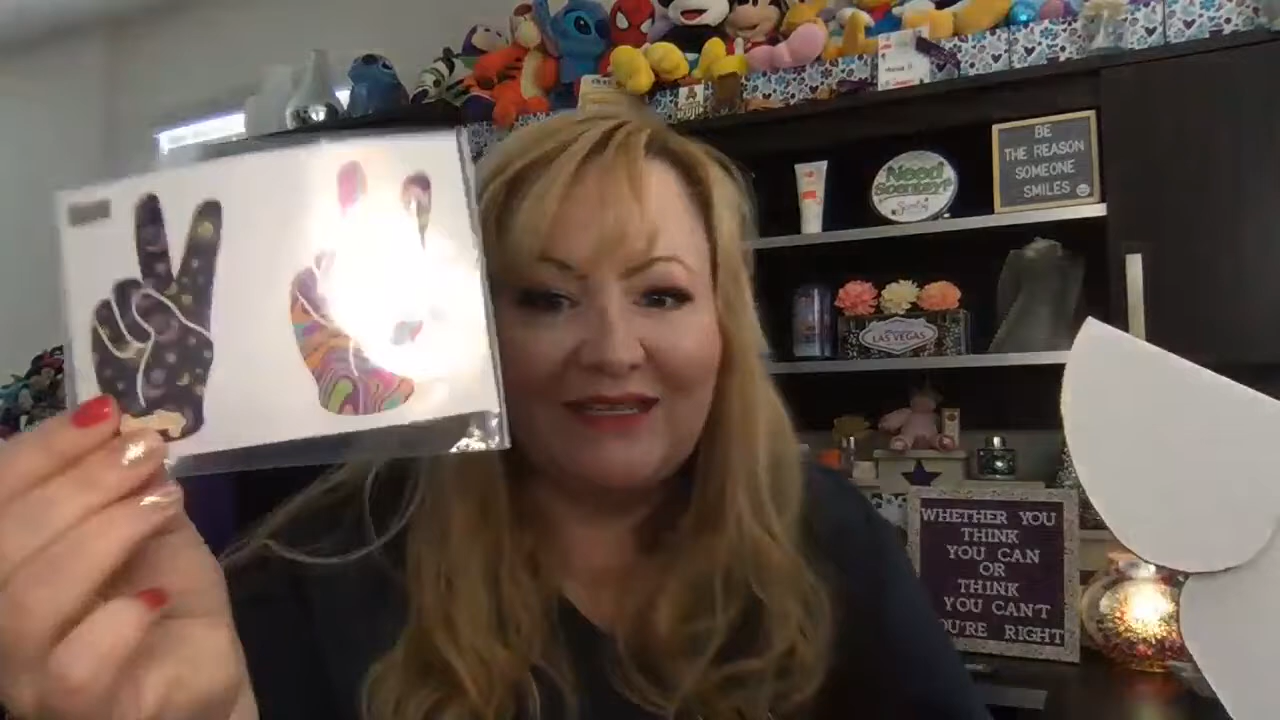 BE
THE REASON
SOMEONE
SMILES
Need
Scentsy?
LAS VEGAS
WHETHER YOU
THINK
YOU CAN
OR
THINK
YOU CAN'T
OU'RE RIGHT